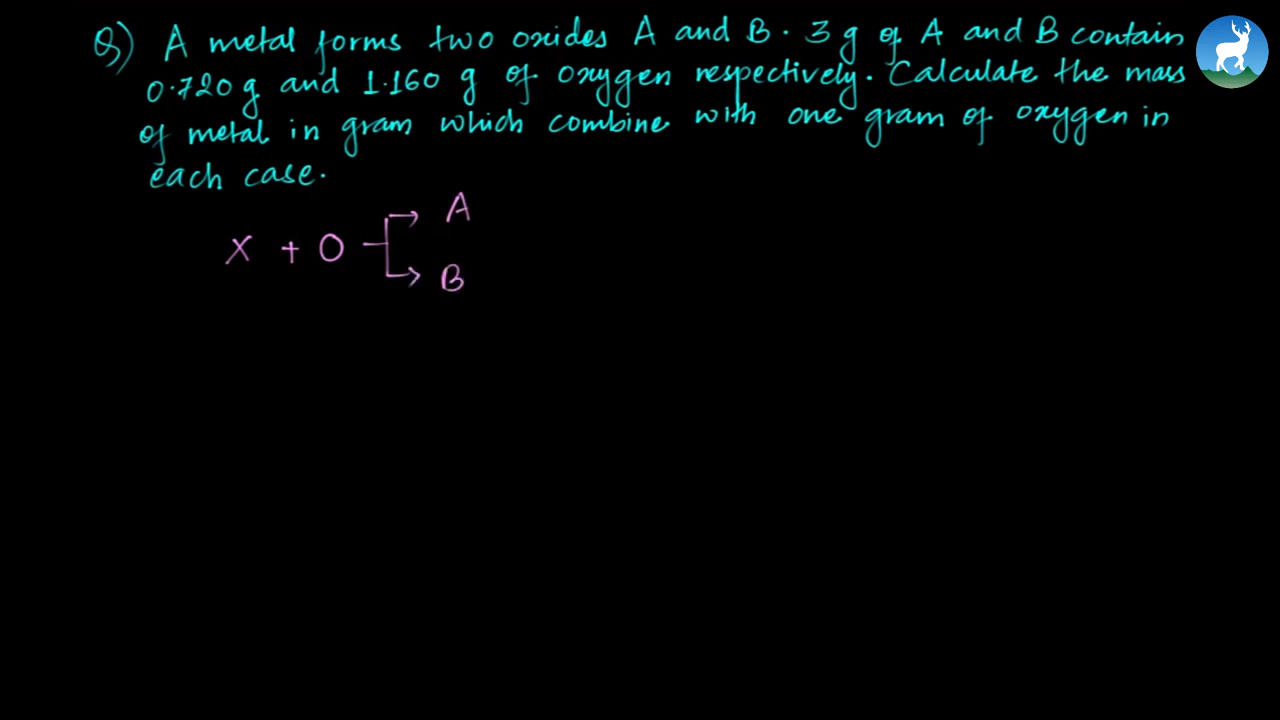 Q) A metal forms two oxides A and B. 3 g of A and B contain
0.720 g and 1.160 g of oxygen respectively. Calculate the mass
of metal in gram which combine with one gram of oxygen in
each case.
X + O → A
→ B